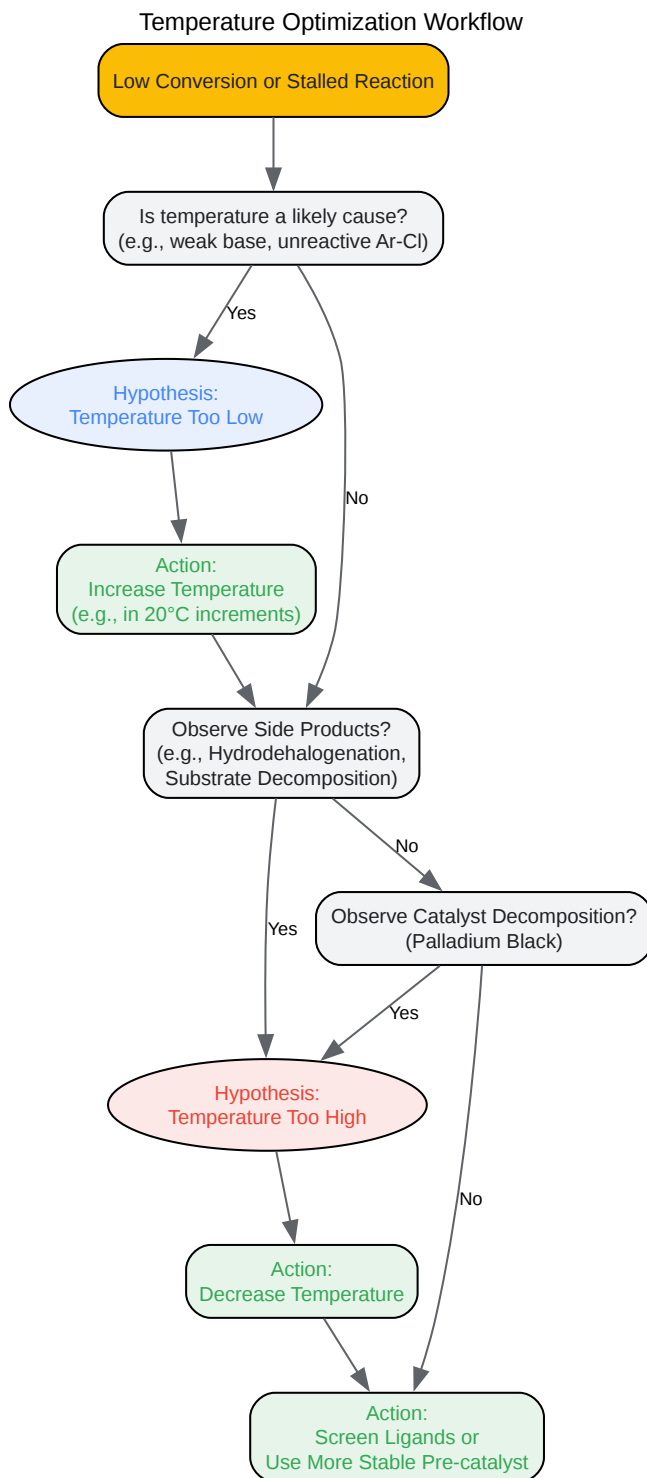 Temperature Optimization Workflow
Low Conversion or Stalled Reaction
Is temperature a likely cause?
(e.g., weak base, unreactive Ar-Cl)
Yes
Hypothesis:
Temperature Too Low
No
Action:
Increase Temperature
(e.g., in 20°C increments)
Observe Side Products?
(e.g., Hydrodehalogenation,
Substrate Decomposition)
No
Observe Catalyst Decomposition?
(Palladium Black)
Yes
Yes
Hypothesis:
Temperature Too High
No
Action:
Decrease Temperature
Action:
Screen Ligands or
Use More Stable Pre-catalyst